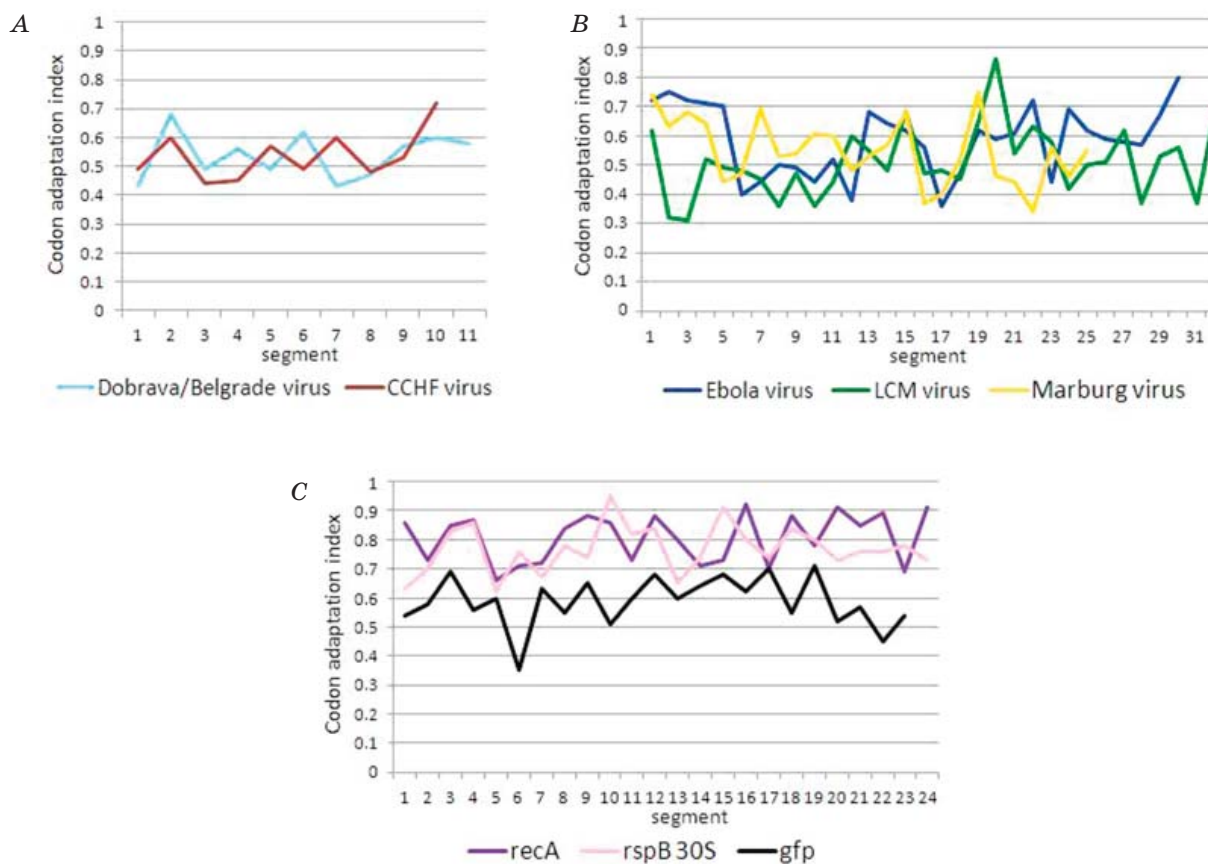 A
Codon adaptation index
1
0.9
0.8
0.7
0.6
0.5
0.4
0.3
0.2
0.1
0
1 2 3 4 5 6 7 8 9 10 11
segment
Dobrava/Belgrade virus CCHF virus
B
Codon adaptation index
1
0.9
0.8
0.7
0.6
0.5
0.4
0.3
0.2
0.1
0
1 3 5 7 9 11 13 15 17 19 21 23 25 27 29 31
segment
Ebola virus LCM virus Marburg virus
C
Codon adaptation index
1
0.9
0.8
0.7
0.6
0.5
0.4
0.3
0.2
0.1
0
1 2 3 4 5 6 7 8 9 10 11 12 13 14 15 16 17 18 19 20 21 22 23 24
segment
recA rspB 30S gfp